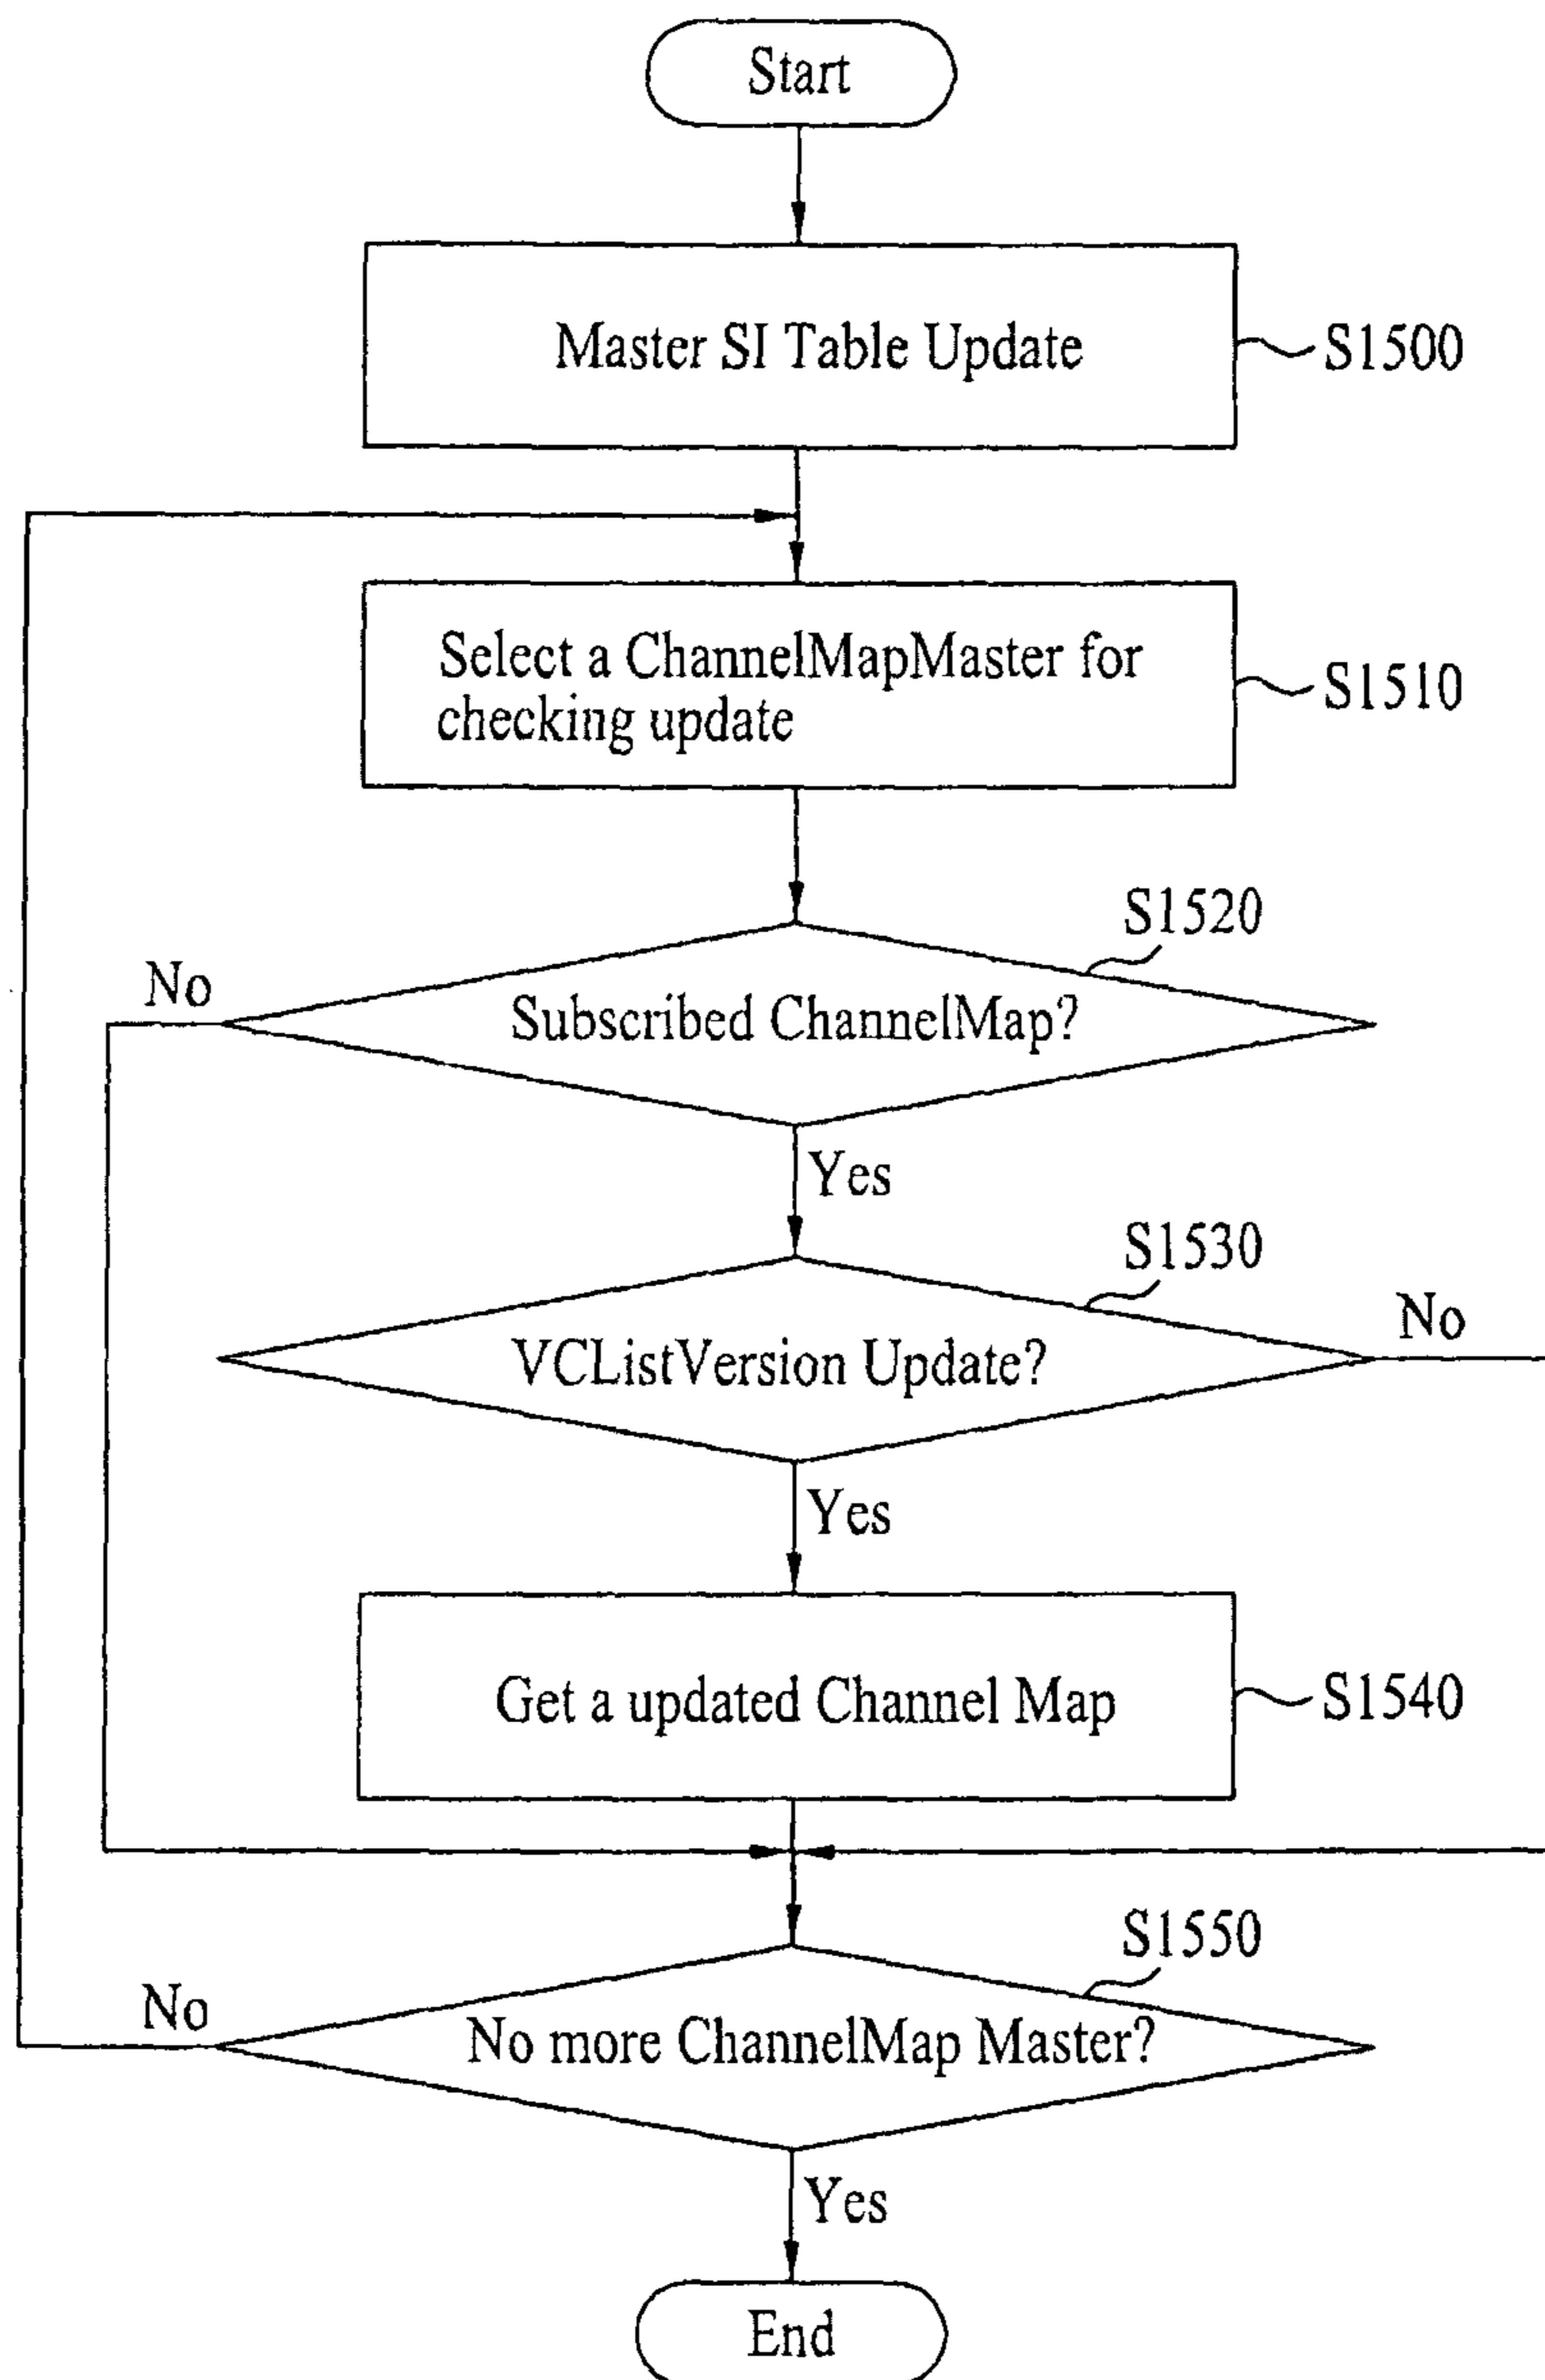 Start
Master SI Table Update
S1500
Select a ChannelMapMaster for
checking update
S1510
S1520
No
Subscribed ChannelMap?
Yes
S1530
No
VCListVersion Update?
Yes
Get a updated Channel Map
S1540
S1550
No
No more ChannelMap Master?
Yes
End